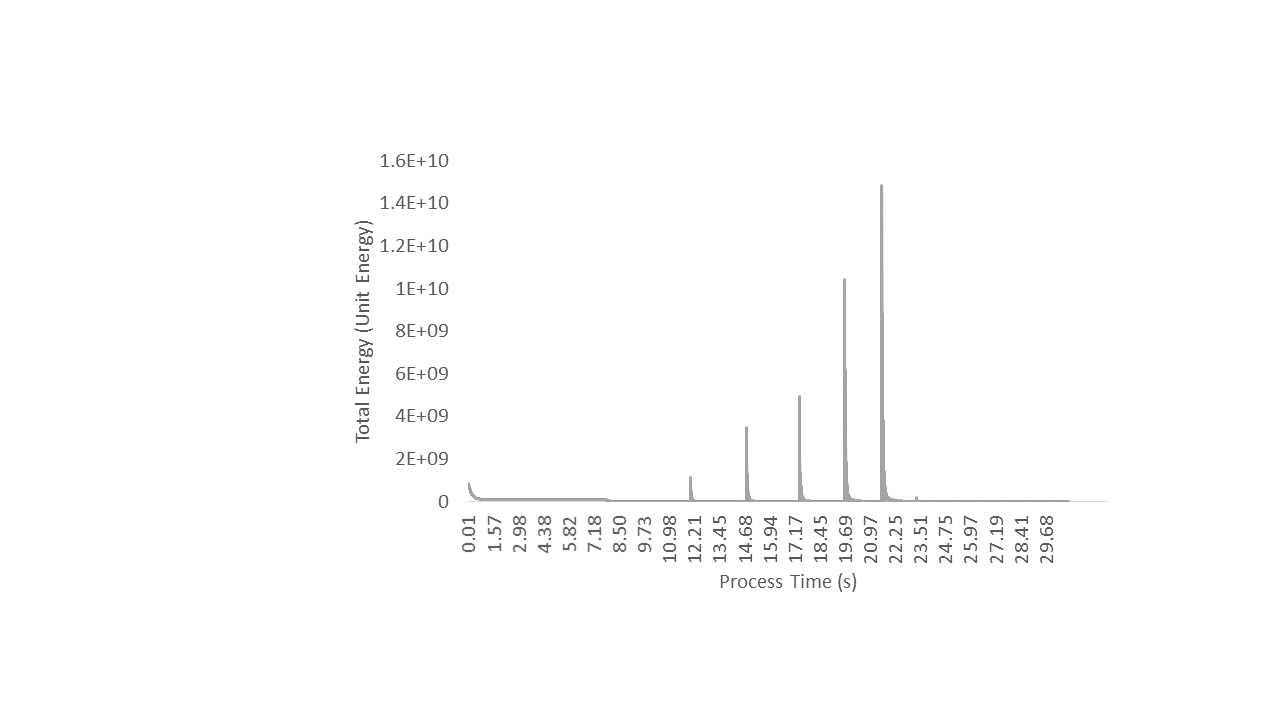 1.6E+10
1.4E+10
1.2E+10
1E+10
8E+09
6E+09
4E+09
2E+09
0
Total Energy (Unit Energy)
0.01
1.57
2.98
4.38
5.82
7.18
8.50
9.73
10.98
12.21
13.45
14.68
15.94
17.17
18.45
19.69
20.97
22.25
23.51
24.75
25.97
27.19
28.41
29.68
Process Time (s)